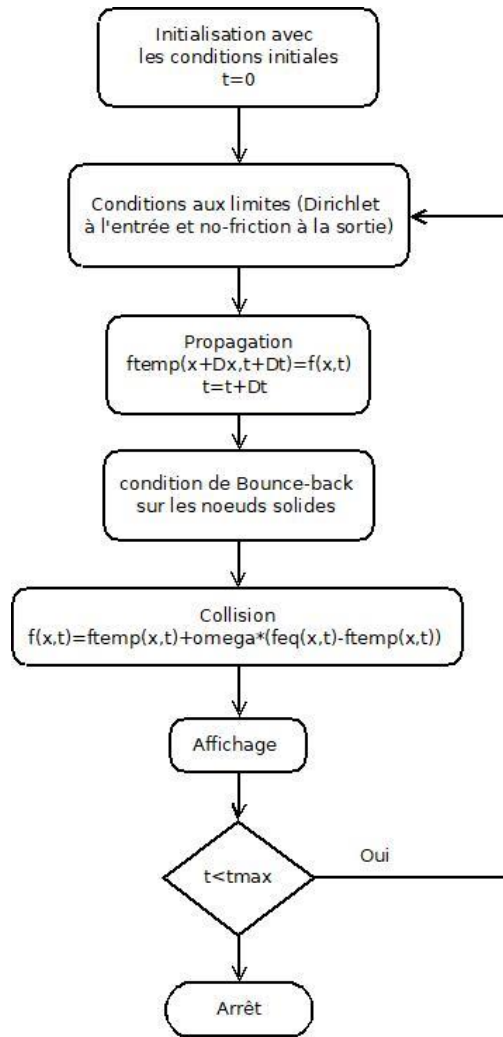 Initialisation avec
les conditions initiales
t=0
Conditions aux limites (Dirichlet
à l'entrée et no-friction à la sortie)
Propagation
ftemp(x+Dx,t+Dt)=f(x,t)
t=t+Dt
condition de Bounce-back
sur les noeuds solides
Collision
f(x,t)=ftemp(x,t)+omega*(feq(x,t)-ftemp(x,t))
Affichage
t<tmax
Oui
Arrêt